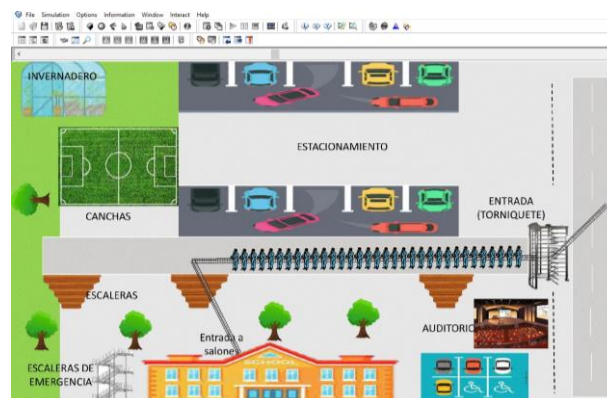 File Simulation Options Information Window Interact Help
INVERNADERO
ESTACIONAMIENTO
CANCHAS
ENTRADA
(TORNIQUETE)
ESCALERAS
Entrada a
salones
AUDITORIO
SCHOOL
ESCALERAS DE
EMERGENCIA